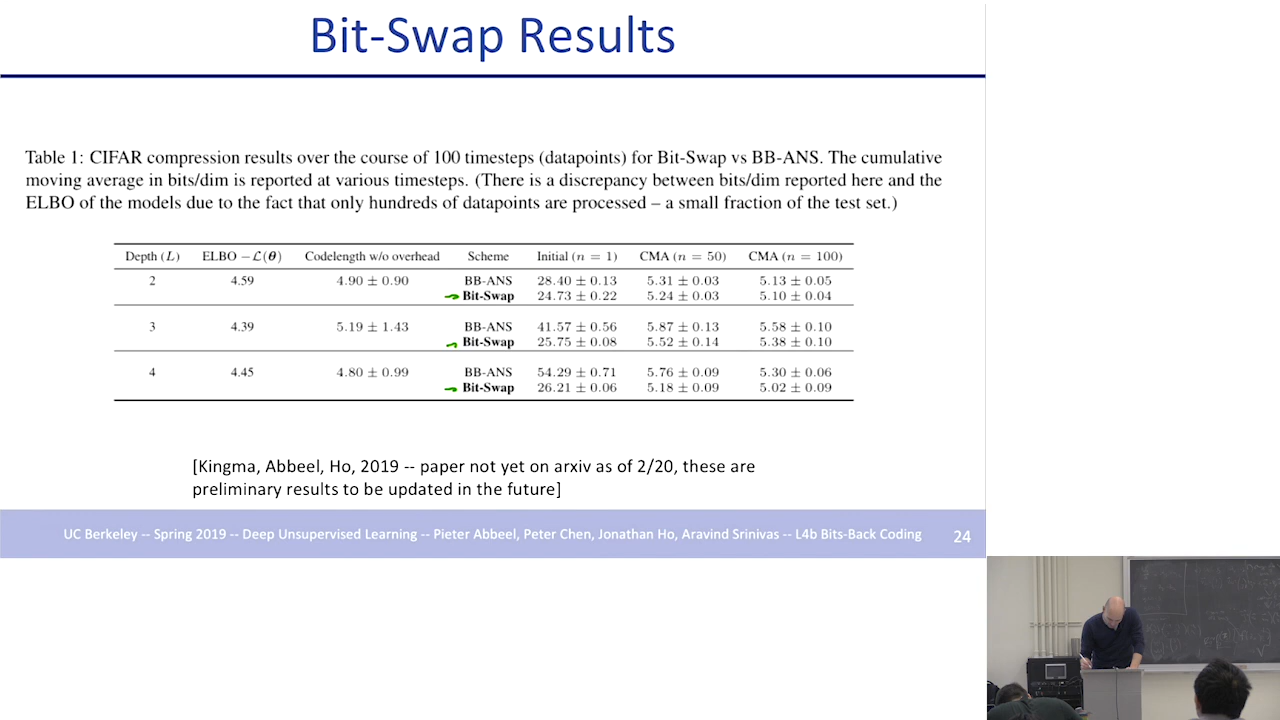 Bit-Swap Results
Table 1: CIFAR compression results over the course of 100 timesteps (datapoints) for Bit-Swap vs BB-ANS. The cumulative
moving average in bits/dim is reported at various timesteps. (There is a discrepancy between bits/dim reported here and the
ELBO of the models due to the fact that only hundreds of datapoints are processed – a small fraction of the test set.)
Depth (L) ELBO −𝓛(θ) Codelength w/o overhead Scheme Initial (n = 1) CMA (n = 50) CMA (n = 100)
2 4.59 4.90 ± 0.90 BB-ANS 28.40 ± 0.13 5.31 ± 0.03 5.13 ± 0.05
Bit-Swap 24.73 ± 0.22 5.24 ± 0.03 5.10 ± 0.04
3 4.39 5.19 ± 1.43 BB-ANS 41.57 ± 0.56 5.87 ± 0.13 5.58 ± 0.10
Bit-Swap 25.75 ± 0.08 5.52 ± 0.14 5.38 ± 0.10
4 4.45 4.80 ± 0.99 BB-ANS 54.29 ± 0.71 5.76 ± 0.09 5.30 ± 0.06
Bit-Swap 26.21 ± 0.06 5.18 ± 0.09 5.02 ± 0.09
[Kingma, Abbeel, Ho, 2019 -- paper not yet on arxiv as of 2/20, these are
preliminary results to be updated in the future]
UC Berkeley -- Spring 2019 -- Deep Unsupervised Learning -- Pieter Abbeel, Peter Chen, Jonathan Ho, Aravind Srinivas -- L4b Bits-Back Coding 24